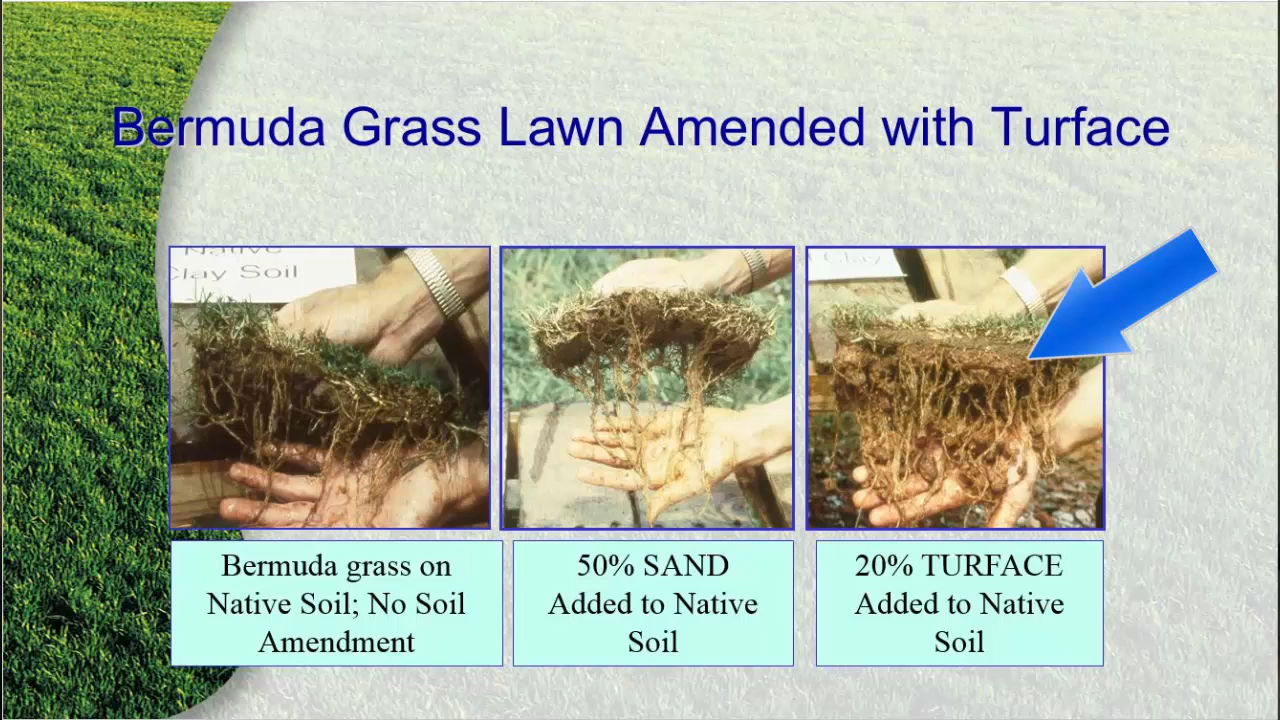 Bermuda Grass Lawn Amended with Turface
Native
Clay Soil
Clay
Bermuda grass on
Native Soil; No Soil
Amendment
50% SAND
Added to Native
Soil
20% TURFACE
Added to Native
Soil